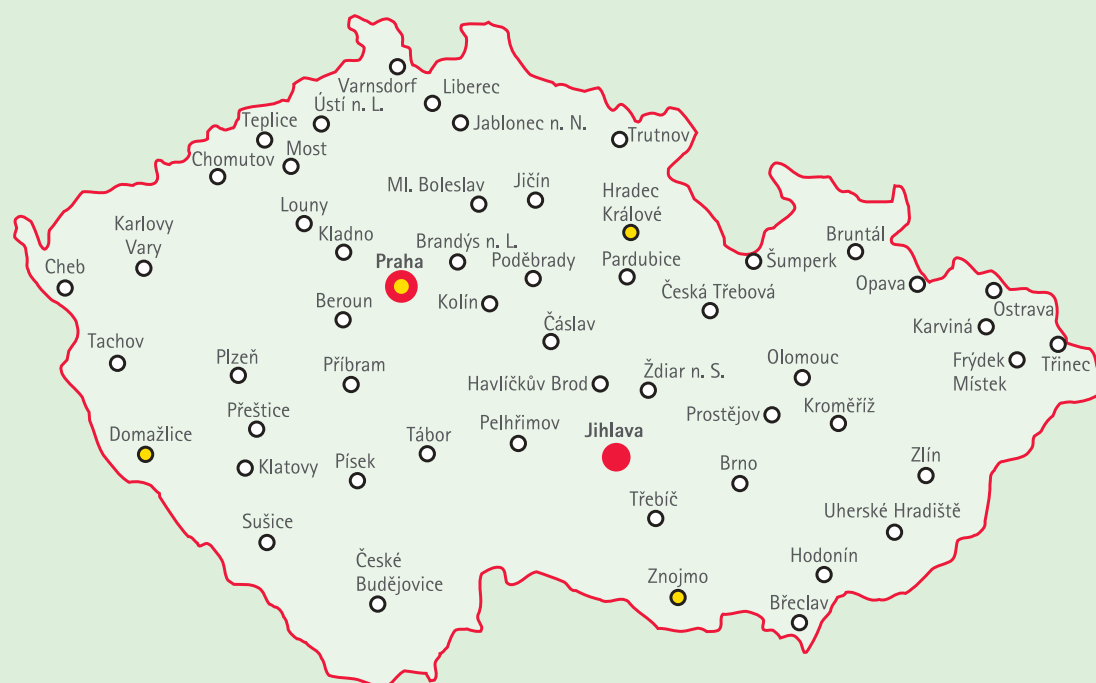 Varnsdorf
Liberec
Ústí n. L.
Jablonec n. N.
Teplice
Trutnov
Most
Chomutov
Ml. Boleslav
Jičín
Hradec
Králové
Louny
Karlovy
Vary
Kladno
Brandýs n. L.
Bruntál
Cheb
Praha
Poděbrady
Pardubice
Šumperk
Opava
Beroun
Kolín
Česká Třebová
Ostrava
Čáslav
Karviná
Tachov
Plzeň
Příbram
Olomouc
Frýdek
Místek
Třinec
Havlíčkův Brod
Ždiar n. S.
Přeštice
Prostějov
Kroměříž
Domažlice
Tábor
Pelhřimov
Jihlava
Klatovy
Písek
Brno
Zlín
Třebíč
Uherské Hradiště
Sušice
České
Budějovice
Hodonín
Znojmo
Břeclav